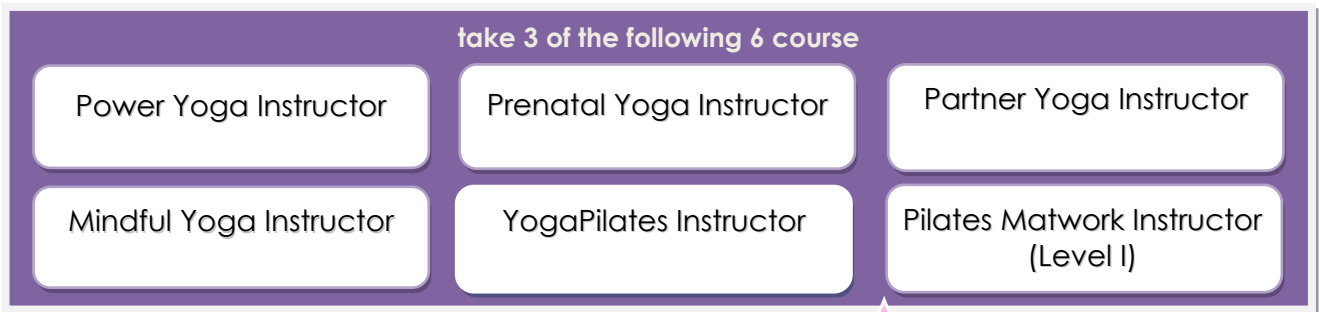 take 3 of the following 6 course
Power Yoga Instructor
Prenatal Yoga Instructor
Partner Yoga Instructor
Mindful Yoga Instructor
YogaPilates Instructor
Pilates Matwork Instructor
(Level I)